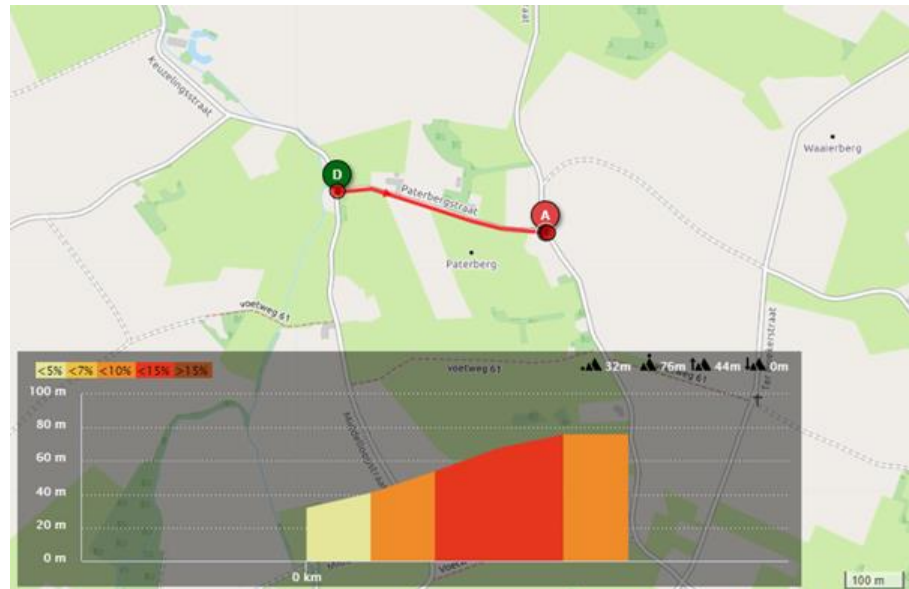 Keuzelingsstraat
D
Paterbergstraat
A
Paterberg
Waaierberg
voetweg 61
voetweg 61
<5% <7% <10% <15% >15%
32m 76m 44m 0m
100 m
80 m
60 m
40 m
20 m
0 m
0 km
100 m